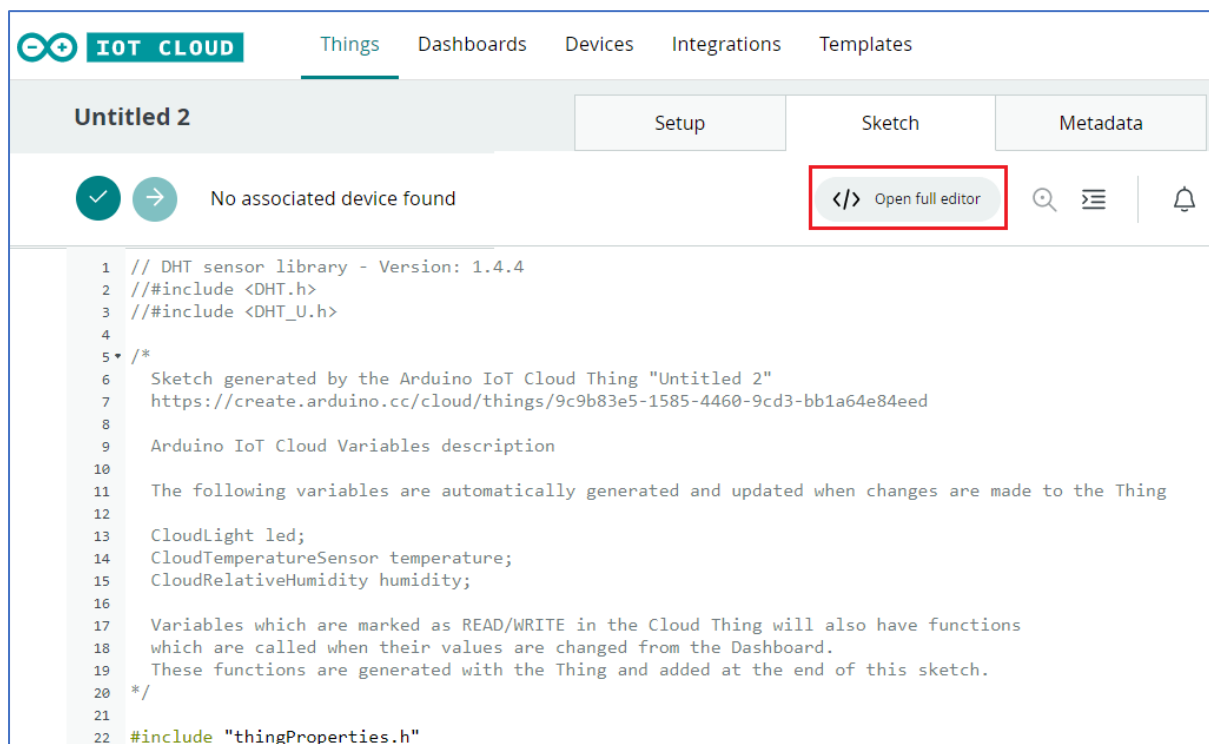 IOT CLOUD Things Dashboards Devices Integrations Templates
Untitled 2 Setup Sketch Metadata
No associated device found </> Open full editor
1 // DHT sensor library - Version: 1.4.4
2 //#include <DHT.h>
3 //#include <DHT_U.h>
4
5 /*
6 Sketch generated by the Arduino IoT Cloud Thing "Untitled 2"
7 https://create.arduino.cc/cloud/things/9c9b83e5-1585-4460-9cd3-bb1a64e84eed
8
9 Arduino IoT Cloud Variables description
10
11 The following variables are automatically generated and updated when changes are made to the Thing
12
13 CloudLight led;
14 CloudTemperatureSensor temperature;
15 CloudRelativeHumidity humidity;
16
17 Variables which are marked as READ/WRITE in the Cloud Thing will also have functions
18 which are called when their values are changed from the Dashboard.
19 These functions are generated with the Thing and added at the end of this sketch.
20 */
21
22 #include "thingProperties.h"